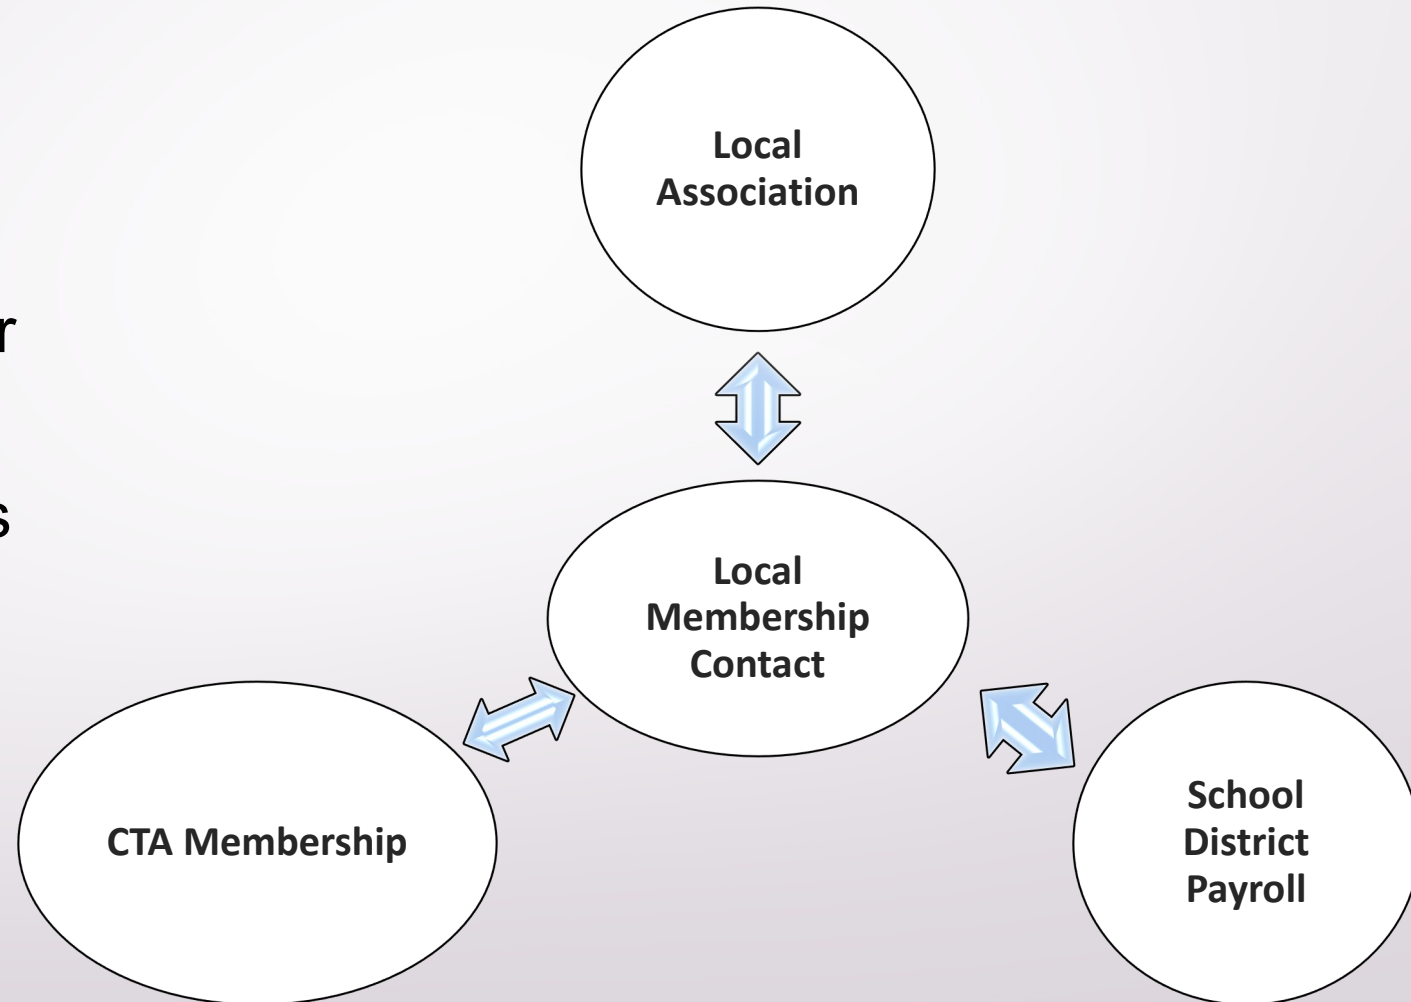 Local
Association
r
s
Local
Membership
Contact
CTA Membership
School
District
Payroll